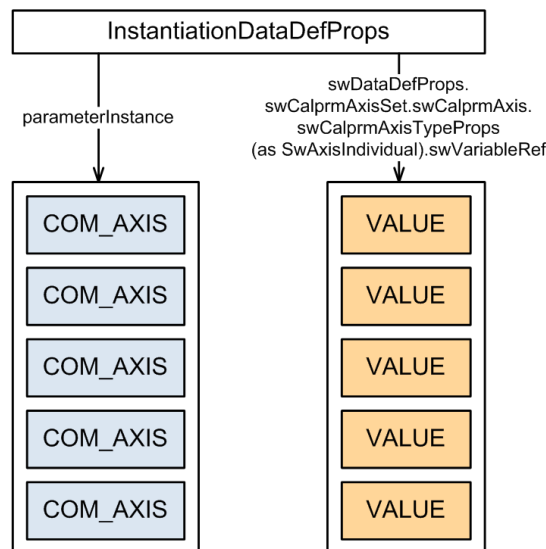 InstantiationDataDefProps
parameterInstance
swDataDefProps.
swCalprmAxisSet.swCalprmAxis.
swCalprmAxisTypeProps
(as SwAxisIndividual).swVariableRef
COM_AXIS
COM_AXIS
COM_AXIS
COM_AXIS
COM_AXIS
VALUE
VALUE
VALUE
VALUE
VALUE